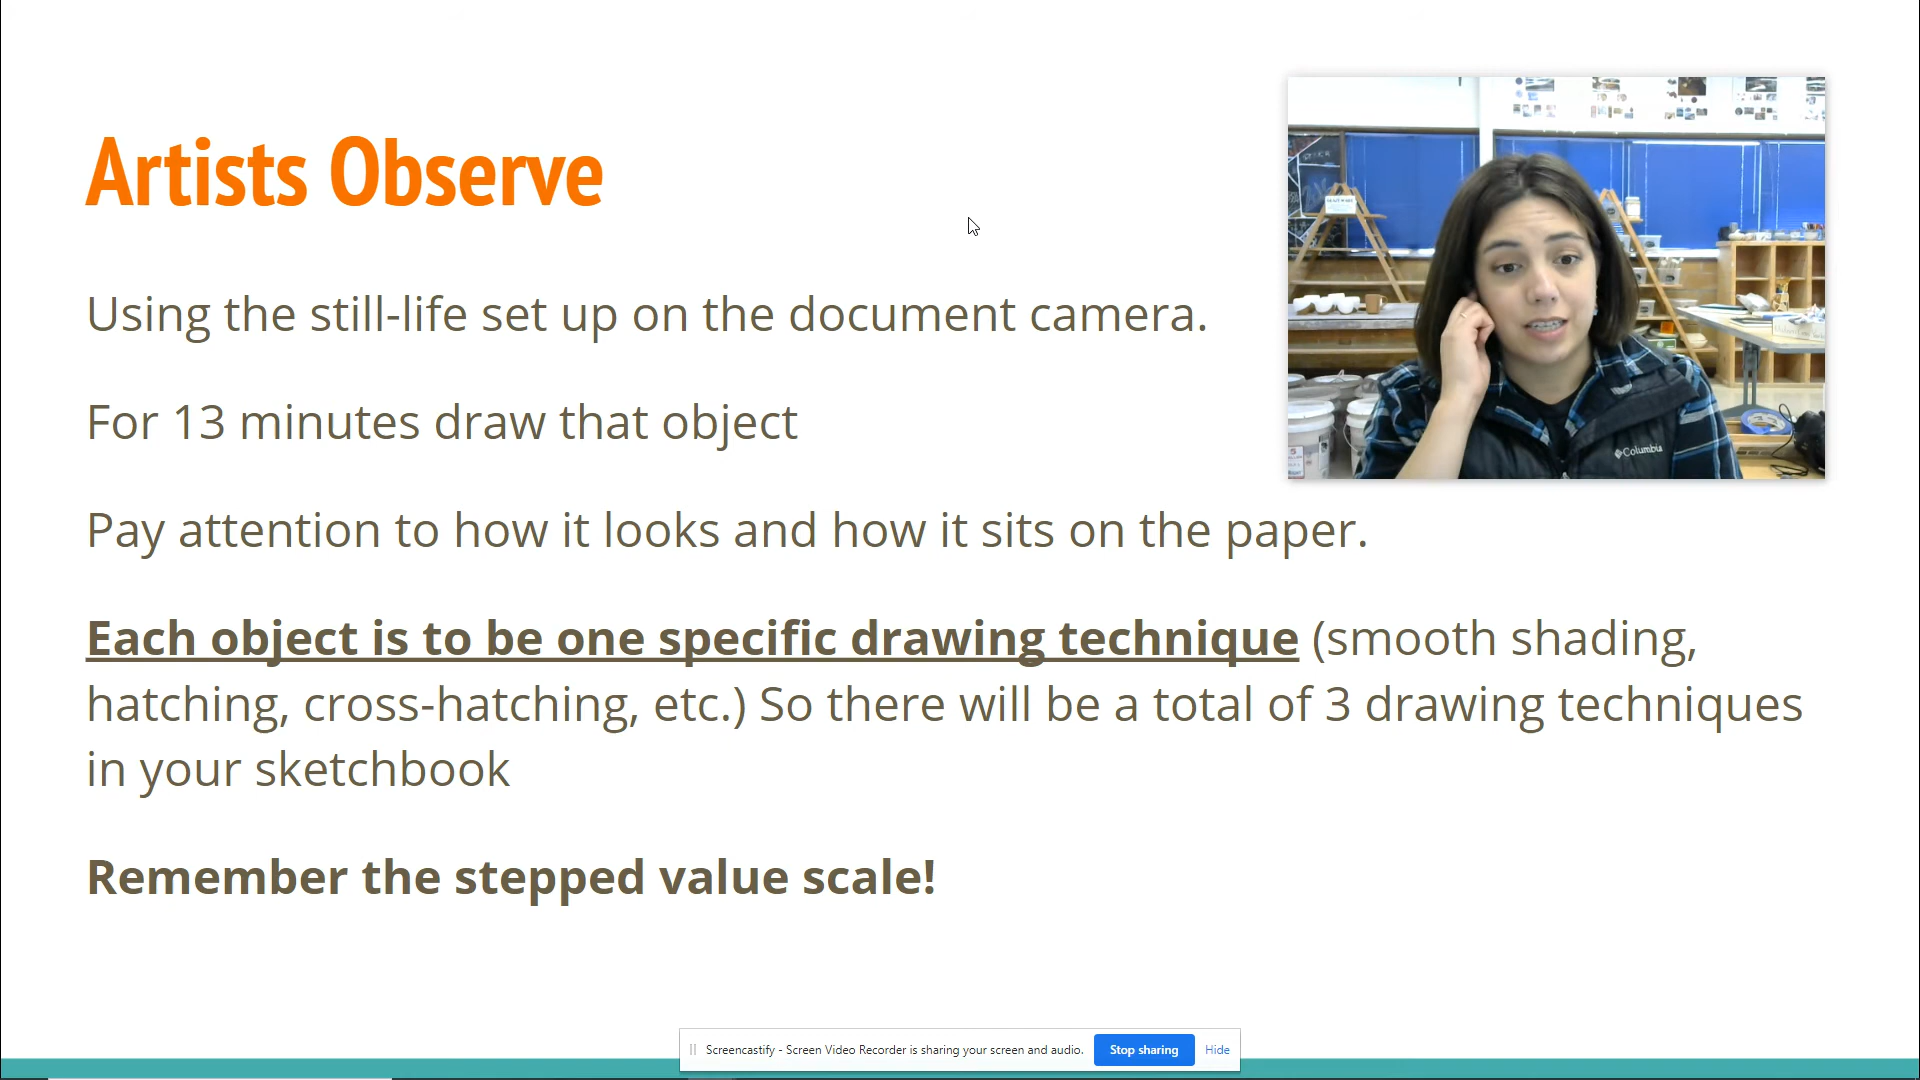 Artists Observe
Using the still-life set up on the document camera.
For 13 minutes draw that object
Pay attention to how it looks and how it sits on the paper.
Each object is to be one specific drawing technique (smooth shading,
hatching, cross-hatching, etc.) So there will be a total of 3 drawing techniques
in your sketchbook
Remember the stepped value scale!
Columbia
Screencastify - Screen Video Recorder is sharing your screen and audio. Stop sharing Hide